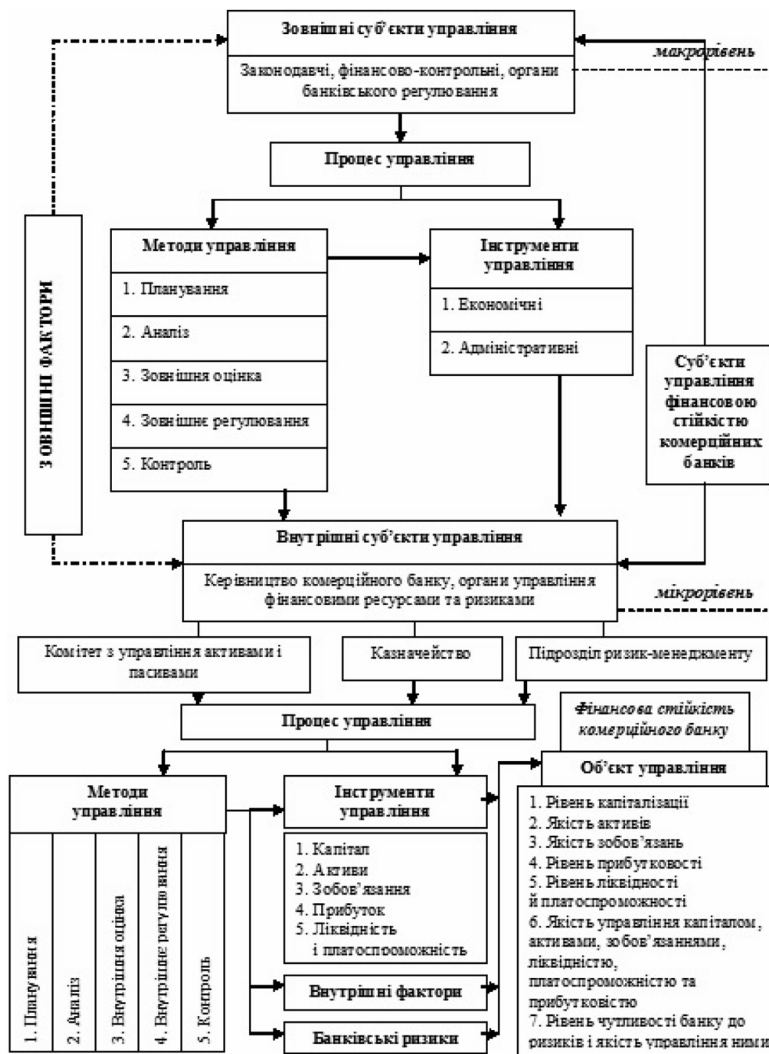 Зовнішні суб’єкти управління
макрорівень
Законодавчі, фінансово-контрольні, органи
банківського регулювання
Процес управління
ЗОВНІШНІ ФАКТОРИ
Методи управління
1. Планування
2. Аналіз
3. Зовнішня оцінка
4. Зовнішнє регулювання
5. Контроль
Інструменти
управління
1. Економічні
2. Адміністративні
Суб’єкти
управління
фінансовою
стійкістю
комерційних
банків
Внутрішні суб’єкти управління
Керівництво комерційного банку, органи управління
фінансовими ресурсами та ризиками
мікрорівень
Комітет з управління активами і
пасивами
Казначейство
Підрозділ ризик-менеджменту
Процес управління
Фінансова стійкість
комерційного банку
Методи
управління
1. Планування
2. Аналіз
3. Внутрішня оцінка
4. Внутрішнє регулювання
5. Контроль
Інструменти
управління
1. Капітал
2. Активи
3. Зобов’язання
4. Прибуток
5. Ліквідність
і платоспроможність
Внутрішні фактори
Банківські ризики
Об’єкт управління
1. Рівень капіталізації
2. Якість активів
3. Якість зобов’язань
4. Рівень прибутковості
5. Рівень ліквідності
й платоспроможності
6. Якість управління капіталом,
активами, зобов’язаннями,
ліквідністю,
платоспроможністю та
прибутковістю
7. Рівень чутливості банку до
ризиків і якість управління ними